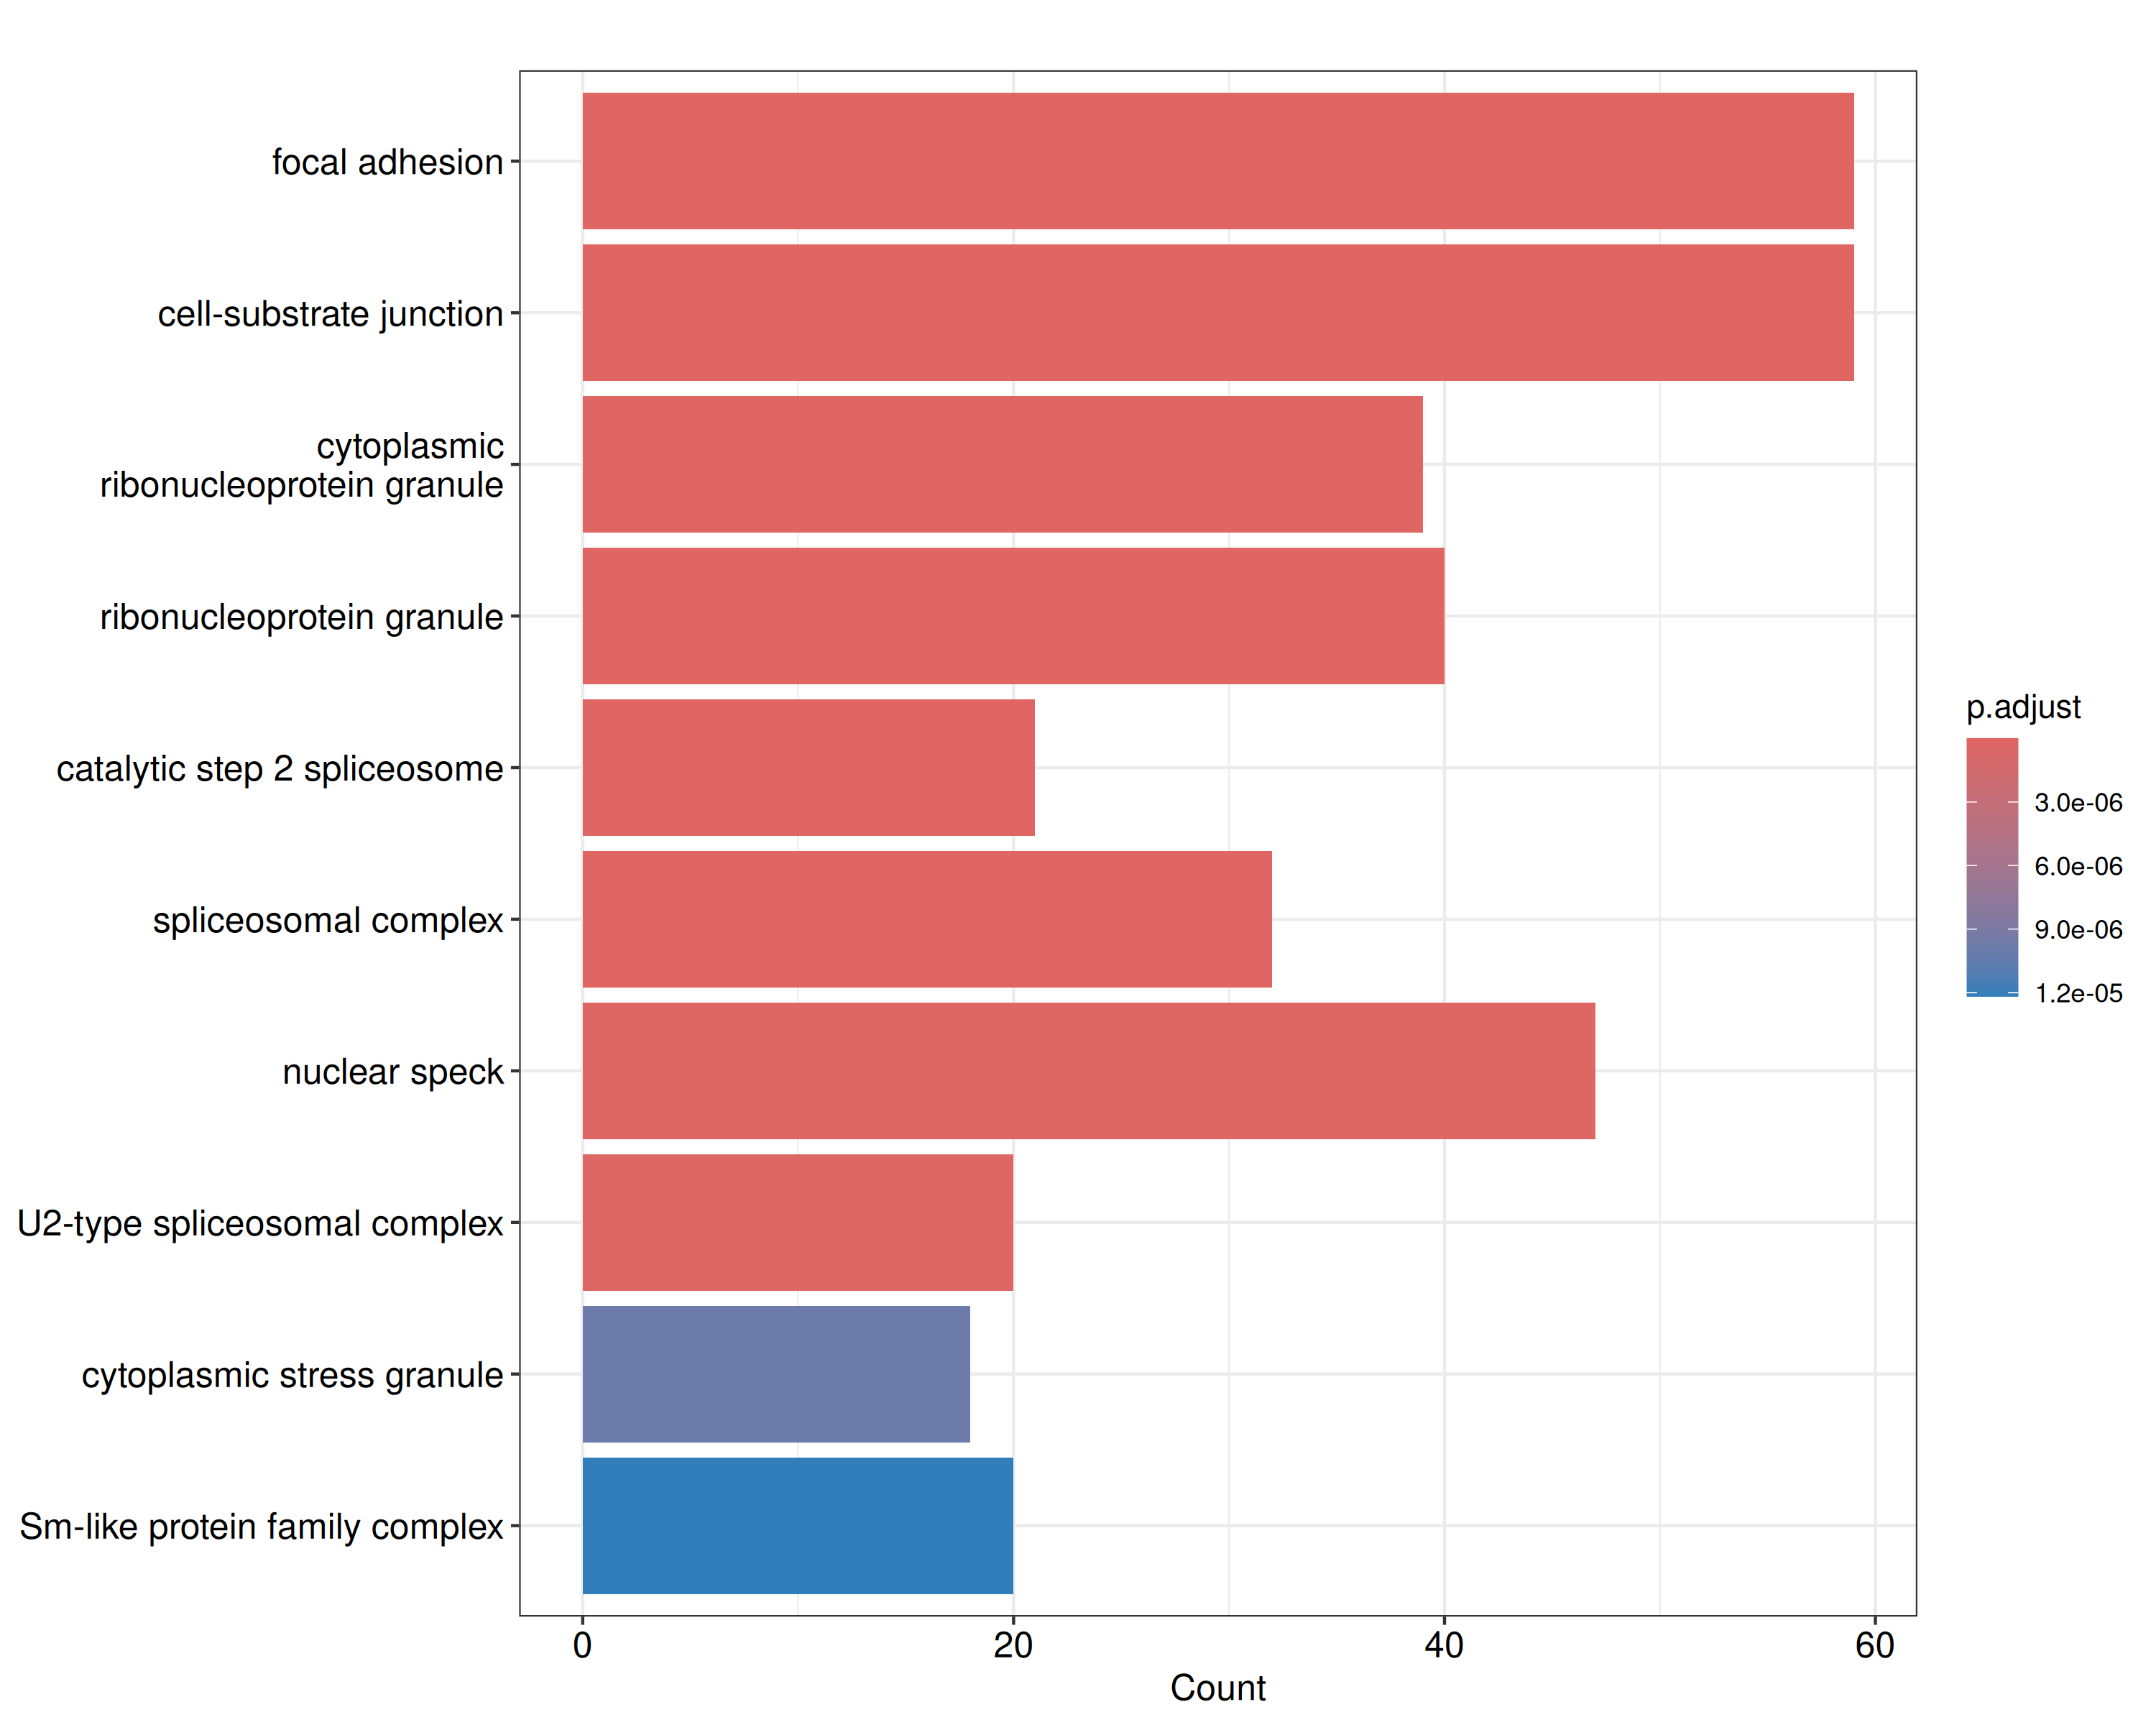 focal adhesion
cell-substrate junction
cytoplasmic
ribonucleoprotein granule
ribonucleoprotein granule
catalytic step 2 spliceosome
spliceosomal complex
nuclear speck
U2-type spliceosomal complex
cytoplasmic stress granule
Sm-like protein family complex
0 20 40 60
Count
p.adjust
3.0e-06
6.0e-06
9.0e-06
1.2e-05